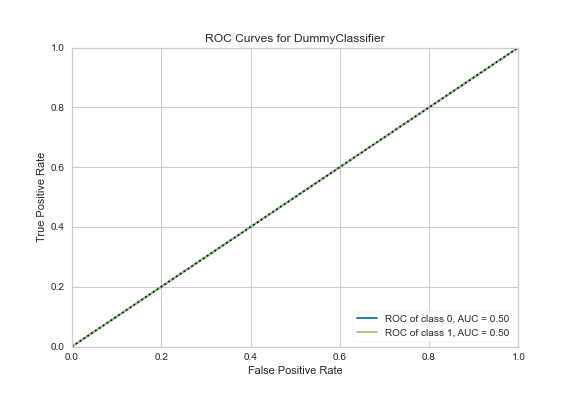 ROC Curves for DummyClassifier
1.0
0.8
0.6
0.4
0.2
0.0
True Positive Rate
ROC of class 0, AUC = 0.50
ROC of class 1, AUC = 0.50
0.0 0.2 0.4 0.6 0.8 1.0
False Positive Rate